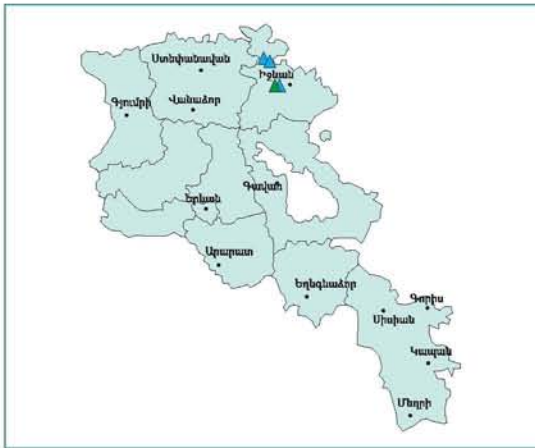 Ստեփանավան
Իջևան
Գյումրի
Վանաձոր
Գավառ
Երևան
Արարատ
Եղեգնաձոր
Գորիս
Սիսիան
Կապան
Մեղրի